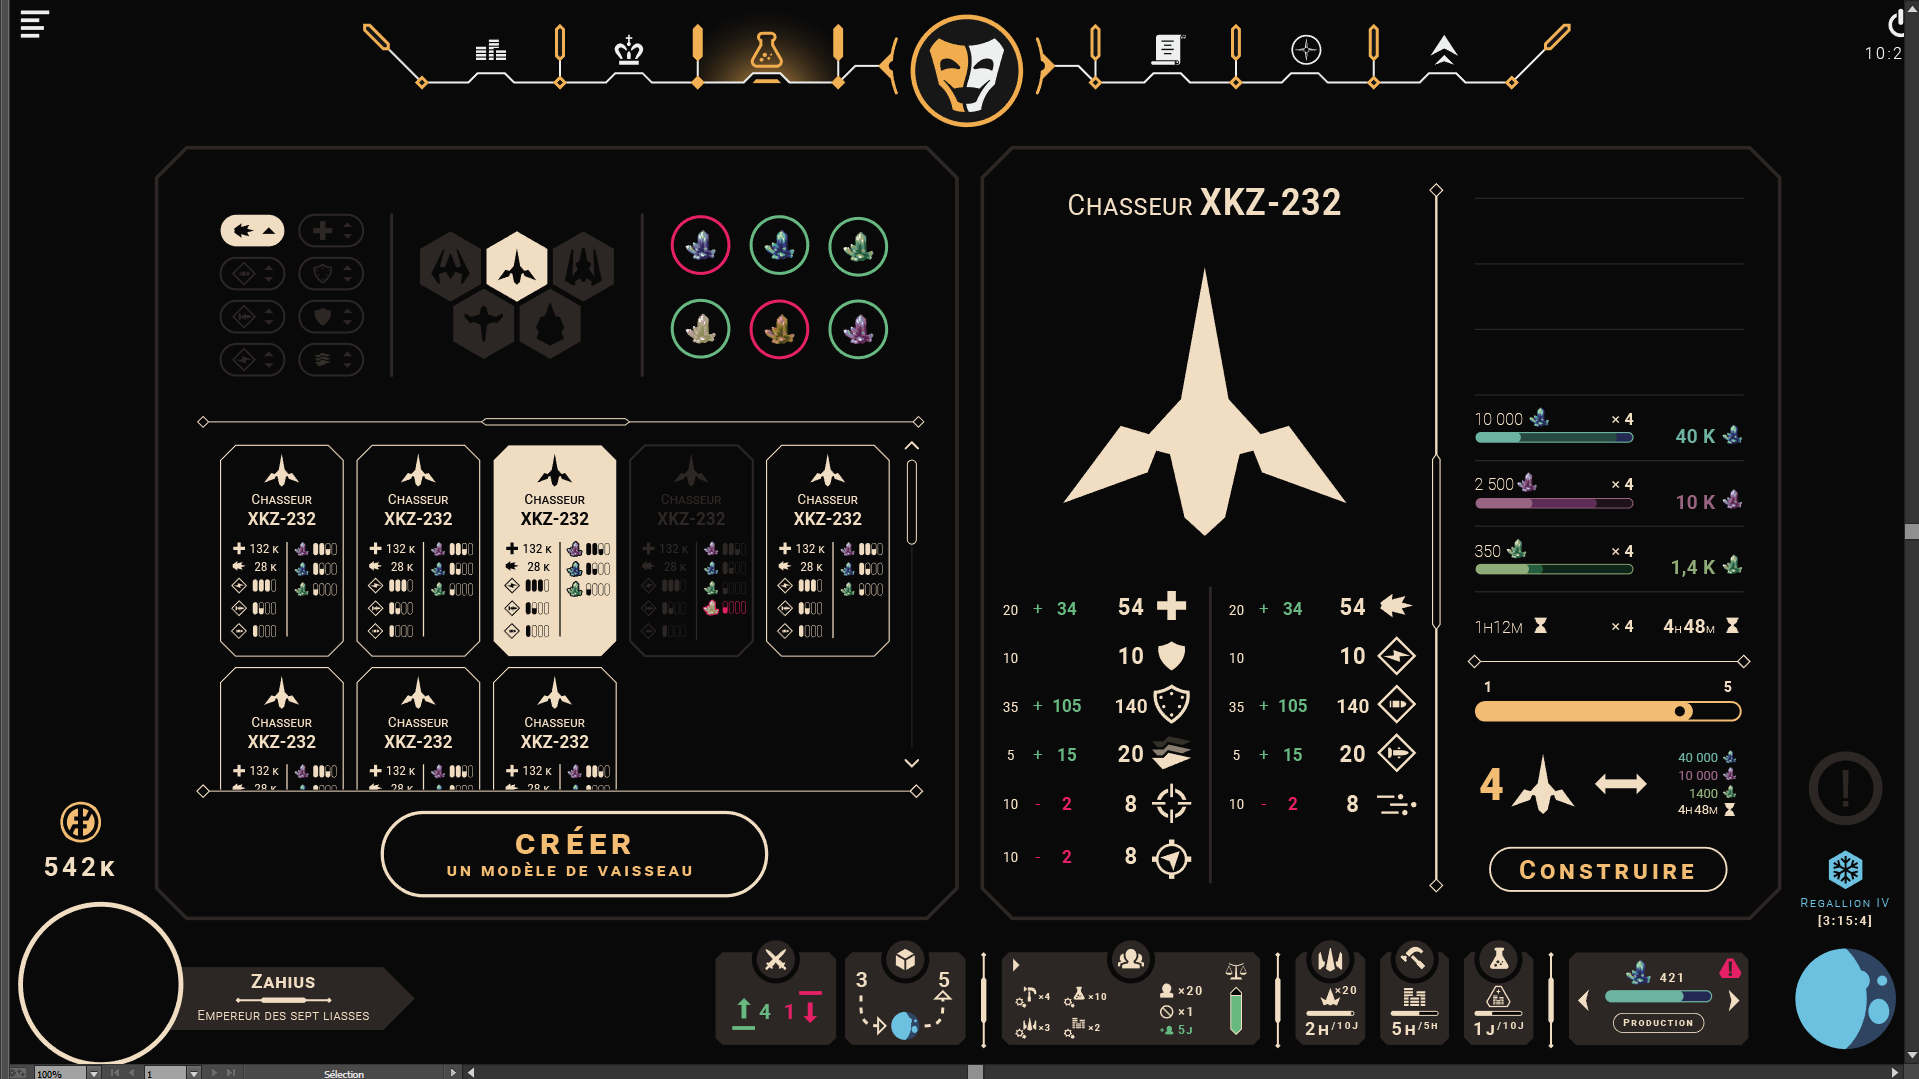 10:2
CHASSEUR XKZ-232
10 000 × 4
40 K
2 500 × 4
10 K
350 × 4
1,4 K
1H12M × 4 4H48M
1 5
4
40 000
10 000
1400
4H48M
CONSTRUIRE
20 + 34 54
10 10
35 + 105 140
5 + 15 20
10 - 2 8
10 - 2 8
20 + 34 54
10 10
35 + 105 140
5 + 15 20
10 - 2 8
CHASSEUR
XKZ-232
132 K
28 K
CHASSEUR
XKZ-232
132 K
28 K
CHASSEUR
XKZ-232
132 K
28 K
CHASSEUR
XKZ-232
132 K
28 K
CHASSEUR
XKZ-232
132 K
28 K
CHASSEUR
XKZ-232
132 K
28 K
CHASSEUR
XKZ-232
132 K
28 K
CHASSEUR
XKZ-232
132 K
28 K
CRÉER
UN MODÈLE DE VAISSEAU
542K
ZAHIUS
EMPEREUR DES SEPT LIASSES
4 1
3 5
×4 ×10
×3 ×2
×20
×1
+ 5J
×20
2H/10J
5H/5H
1J/10J
421
PRODUCTION
REGALLION IV
[3:15:4]
100%
1
Sélection